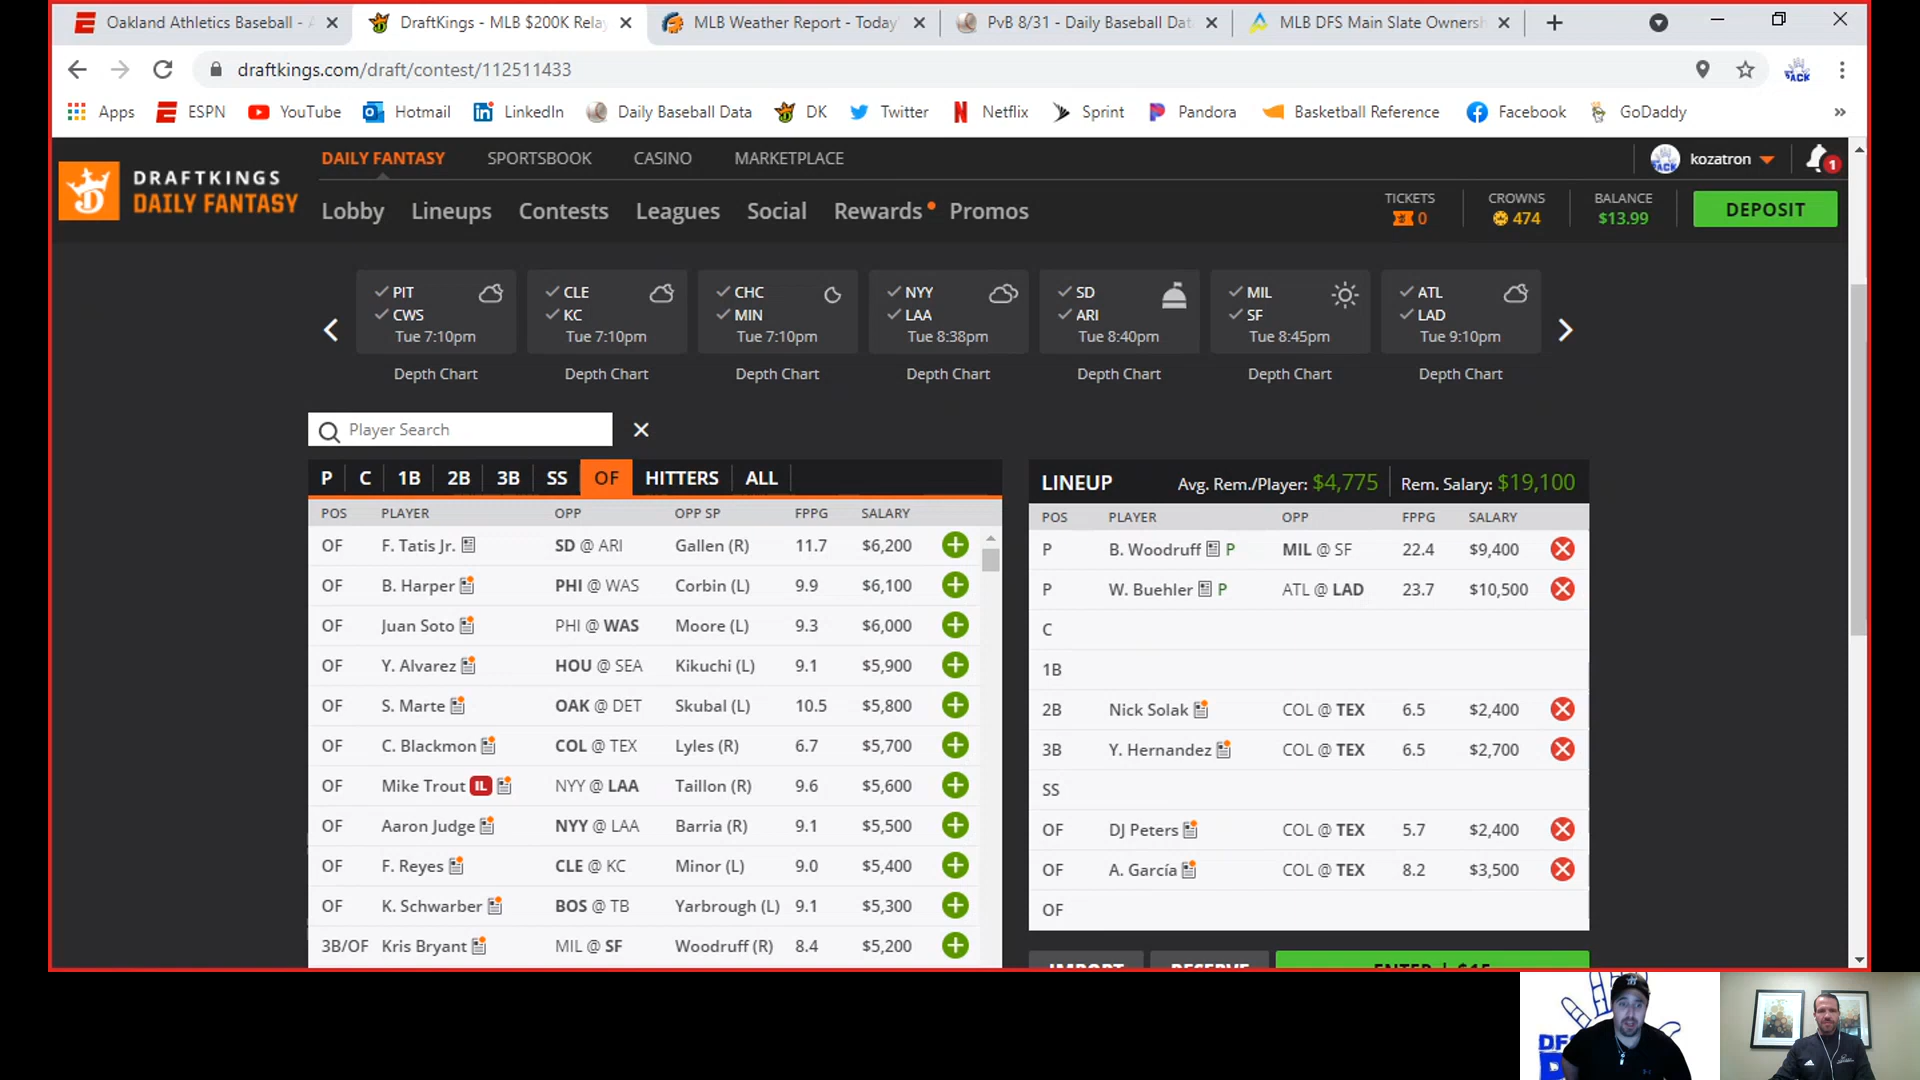 Oakland Athletics Baseball -
DraftKings - MLB $200K Relay
MLB Weather Report - Today'
PvB 8/31 - Daily Baseball Dat
MLB DFS Main Slate Ownersh
draftkings.com/draft/contest/112511433
Apps ESPN YouTube Hotmail LinkedIn Daily Baseball Data DK Twitter Netflix Sprint Pandora Basketball Reference Facebook GoDaddy »
DRAFTKINGS
DAILY FANTASY
DAILY FANTASY SPORTSBOOK CASINO MARKETPLACE
kozatron 1
Lobby Lineups Contests Leagues Social Rewards Promos
TICKETS 0
CROWNS 474
BALANCE $13.99
DEPOSIT
PIT CLE CHC NYY SD MIL ATL
CWS KC MIN LAA ARI SF LAD
Tue 7:10pm Tue 7:10pm Tue 7:10pm Tue 8:38pm Tue 8:40pm Tue 8:45pm Tue 9:10pm
Depth Chart Depth Chart Depth Chart Depth Chart Depth Chart Depth Chart Depth Chart
Player Search
P C 1B 2B 3B SS OF HITTERS ALL
POS PLAYER OPP OPP SP FPPG SALARY
OF F. Tatis Jr. SD @ ARI Gallen (R) 11.7 $6,200
OF B. Harper PHI @ WAS Corbin (L) 9.9 $6,100
OF Juan Soto PHI @ WAS Moore (L) 9.3 $6,000
OF Y. Alvarez HOU @ SEA Kikuchi (L) 9.1 $5,900
OF S. Marte OAK @ DET Skubal (L) 10.5 $5,800
OF C. Blackmon COL @ TEX Lyles (R) 6.7 $5,700
OF Mike Trout IL NYY @ LAA Taillon (R) 9.6 $5,600
OF Aaron Judge NYY @ LAA Barria (R) 9.1 $5,500
OF F. Reyes CLE @ KC Minor (L) 9.0 $5,400
OF K. Schwarber BOS @ TB Yarbrough (L) 9.1 $5,300
3B/OF Kris Bryant MIL @ SF Woodruff (R) 8.4 $5,200
LINEUP Avg. Rem./Player: $4,775 Rem. Salary: $19,100
POS PLAYER OPP FPPG SALARY
P B. Woodruff P MIL @ SF 22.4 $9,400
P W. Buehler P ATL @ LAD 23.7 $10,500
C
1B
2B Nick Solak COL @ TEX 6.5 $2,400
3B Y. Hernandez COL @ TEX 6.5 $2,700
SS
OF DJ Peters COL @ TEX 5.7 $2,400
OF A. García COL @ TEX 8.2 $3,500
OF
IMPORT RESERVE ENTER | $15